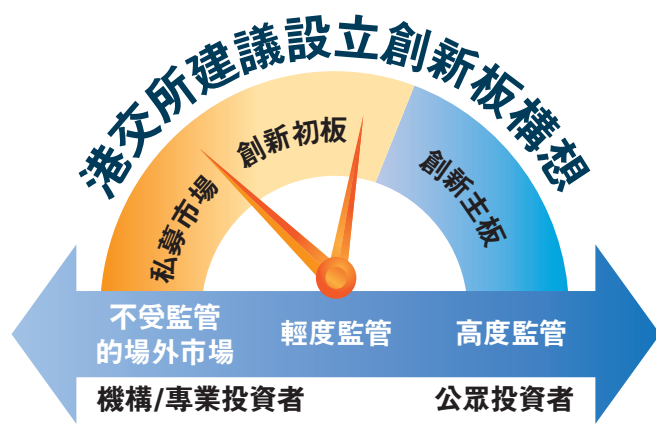 港交所建議設立創新板構想
私募市場
創新初板
創新主板
不受監管
的場外市場
輕度監管
高度監管
機構/專業投資者
公眾投資者